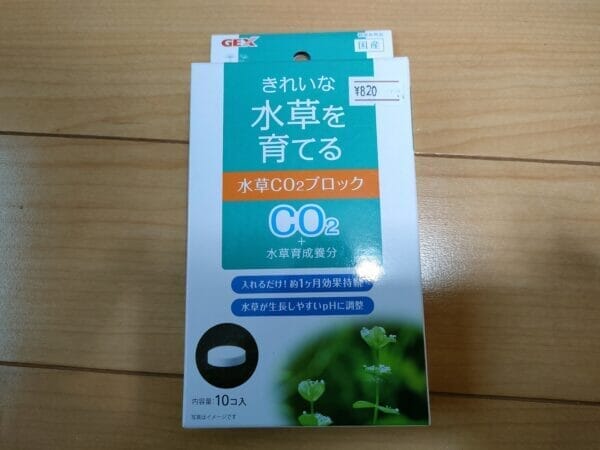 GEX
国産
¥820
きれいな
水草を
育てる
水草CO2ブロック
CO2
+
水草育成養分
入れるだけ!約1ヶ月効果持続
水草が生長しやすいpHに調整
内容量:10コ入
写真はイメージです